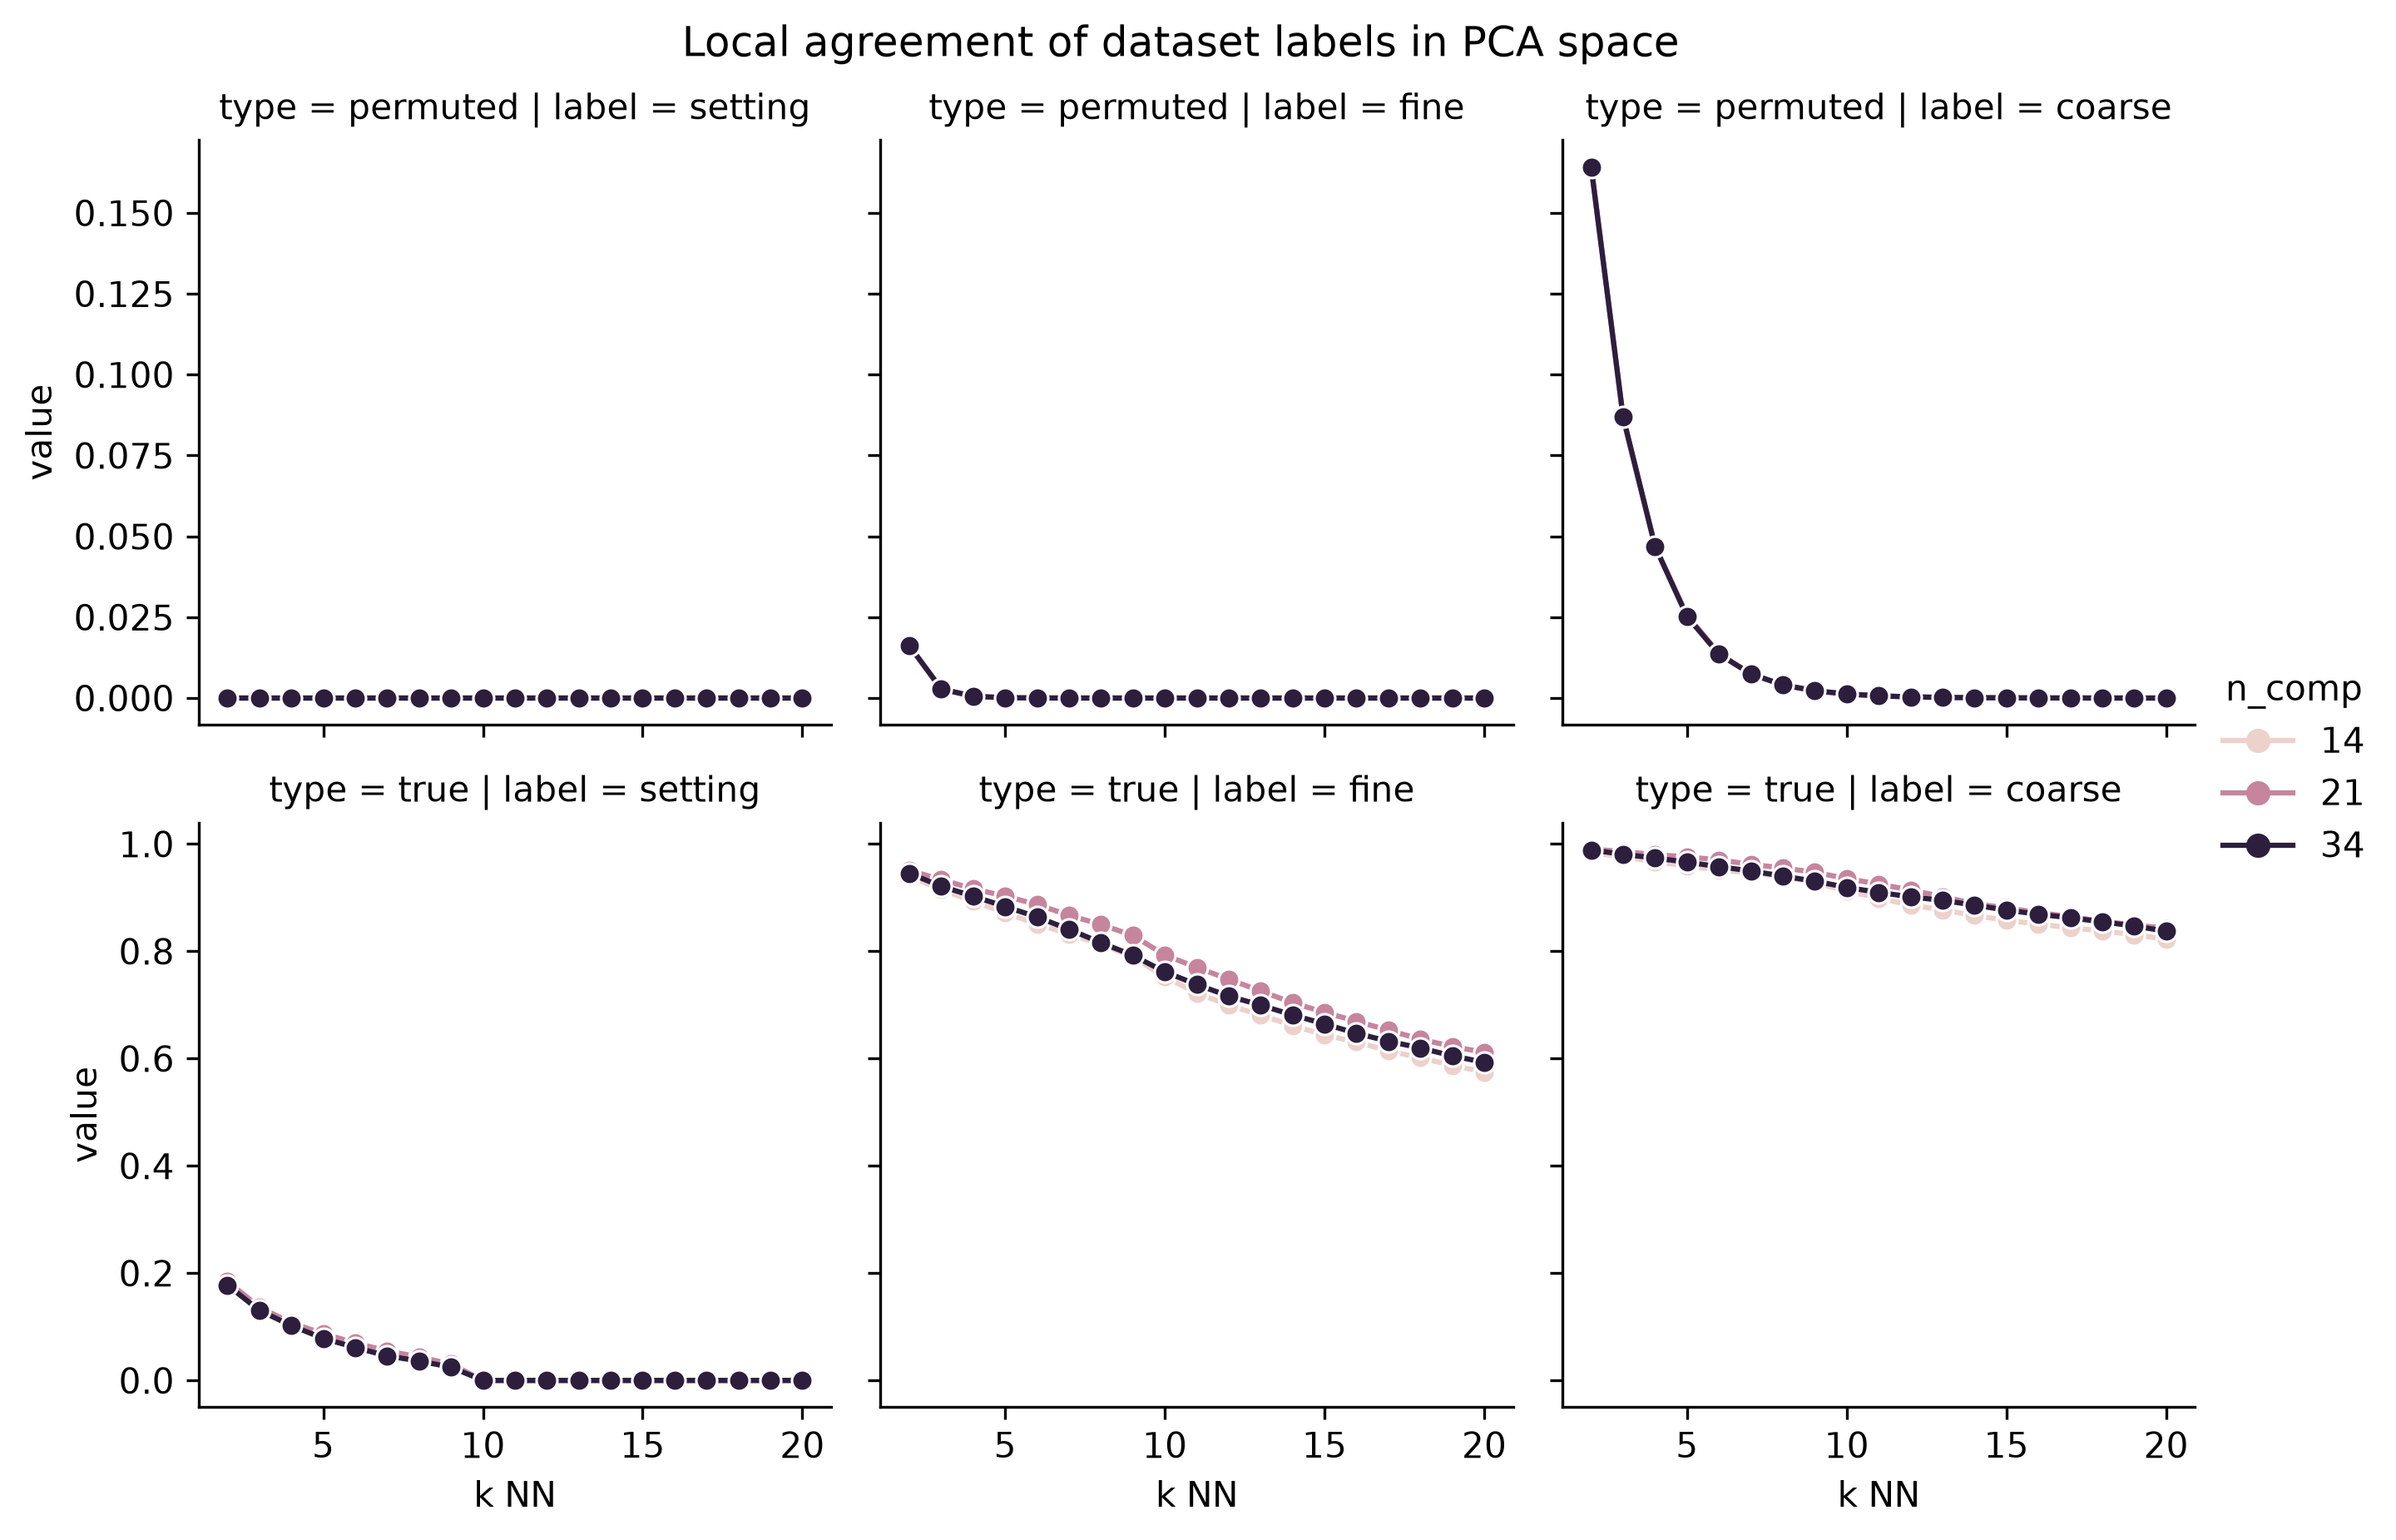 Local agreement of dataset labels in PCA space
type = permuted | label = setting
type = permuted | label = fine
type = permuted | label = coarse
0.150
0.125
0.100
0.075
0.050
0.025
0.000
value
n_comp
14
21
34
type = true | label = setting
type = true | label = fine
type = true | label = coarse
1.0
0.8
0.6
0.4
0.2
0.0
value
5 10 15 20
5 10 15 20
5 10 15 20
k NN
k NN
k NN